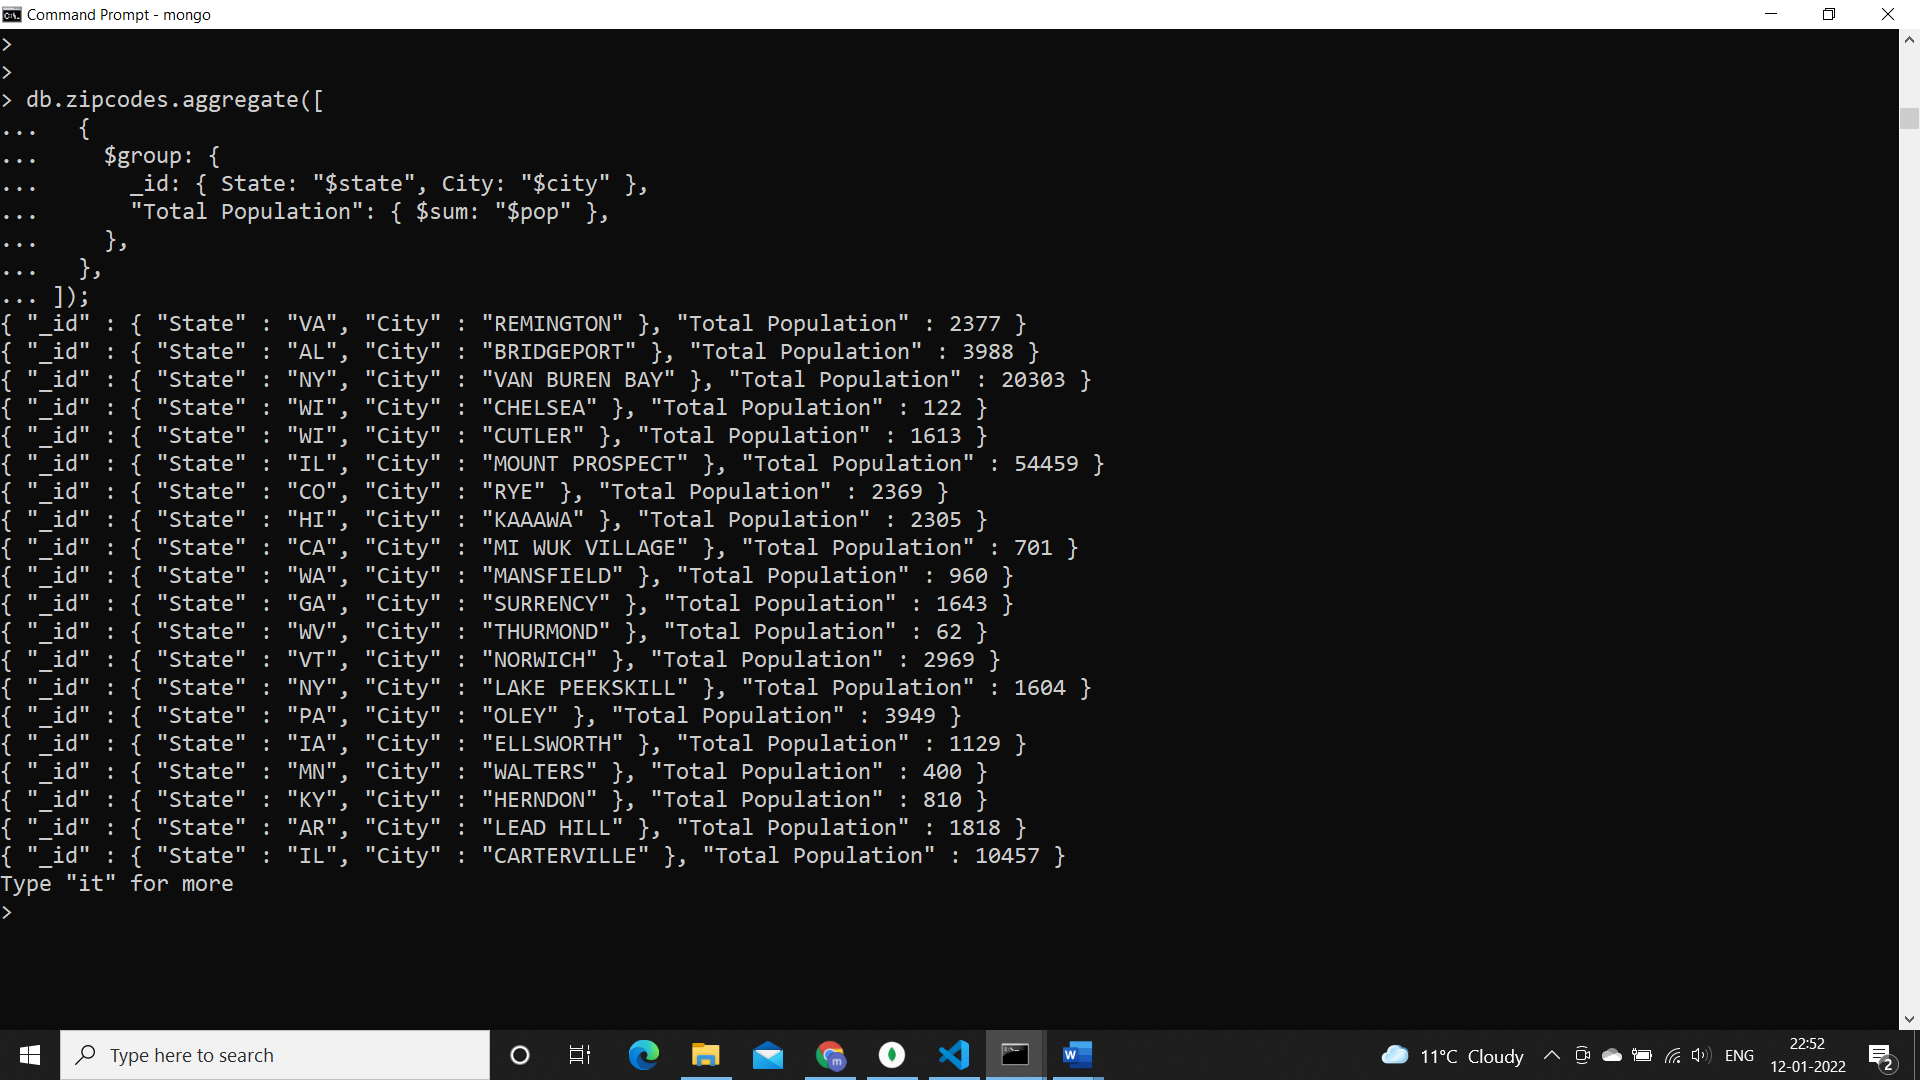 Command Prompt - mongo
>
>
> db.zipcodes.aggregate([
...   {
...     $group: {
...       _id: { State: "$state", City: "$city" },
...       "Total Population": { $sum: "$pop" },
...     },
...   },
... ]);
{ "_id" : { "State" : "VA", "City" : "REMINGTON" }, "Total Population" : 2377 }
{ "_id" : { "State" : "AL", "City" : "BRIDGEPORT" }, "Total Population" : 3988 }
{ "_id" : { "State" : "NY", "City" : "VAN BUREN BAY" }, "Total Population" : 20303 }
{ "_id" : { "State" : "WI", "City" : "CHELSEA" }, "Total Population" : 122 }
{ "_id" : { "State" : "WI", "City" : "CUTLER" }, "Total Population" : 1613 }
{ "_id" : { "State" : "IL", "City" : "MOUNT PROSPECT" }, "Total Population" : 54459 }
{ "_id" : { "State" : "CO", "City" : "RYE" }, "Total Population" : 2369 }
{ "_id" : { "State" : "HI", "City" : "KAAAWA" }, "Total Population" : 2305 }
{ "_id" : { "State" : "CA", "City" : "MI WUK VILLAGE" }, "Total Population" : 701 }
{ "_id" : { "State" : "WA", "City" : "MANSFIELD" }, "Total Population" : 960 }
{ "_id" : { "State" : "GA", "City" : "SURRENCY" }, "Total Population" : 1643 }
{ "_id" : { "State" : "WV", "City" : "THURMOND" }, "Total Population" : 62 }
{ "_id" : { "State" : "VT", "City" : "NORWICH" }, "Total Population" : 2969 }
{ "_id" : { "State" : "NY", "City" : "LAKE PEEKSKILL" }, "Total Population" : 1604 }
{ "_id" : { "State" : "PA", "City" : "OLEY" }, "Total Population" : 3949 }
{ "_id" : { "State" : "IA", "City" : "ELLSWORTH" }, "Total Population" : 1129 }
{ "_id" : { "State" : "MN", "City" : "WALTERS" }, "Total Population" : 400 }
{ "_id" : { "State" : "KY", "City" : "HERNDON" }, "Total Population" : 810 }
{ "_id" : { "State" : "AR", "City" : "LEAD HILL" }, "Total Population" : 1818 }
{ "_id" : { "State" : "IL", "City" : "CARTERVILLE" }, "Total Population" : 10457 }
Type "it" for more
>
Type here to search
11°C Cloudy
ENG
22:52
12-01-2022
2